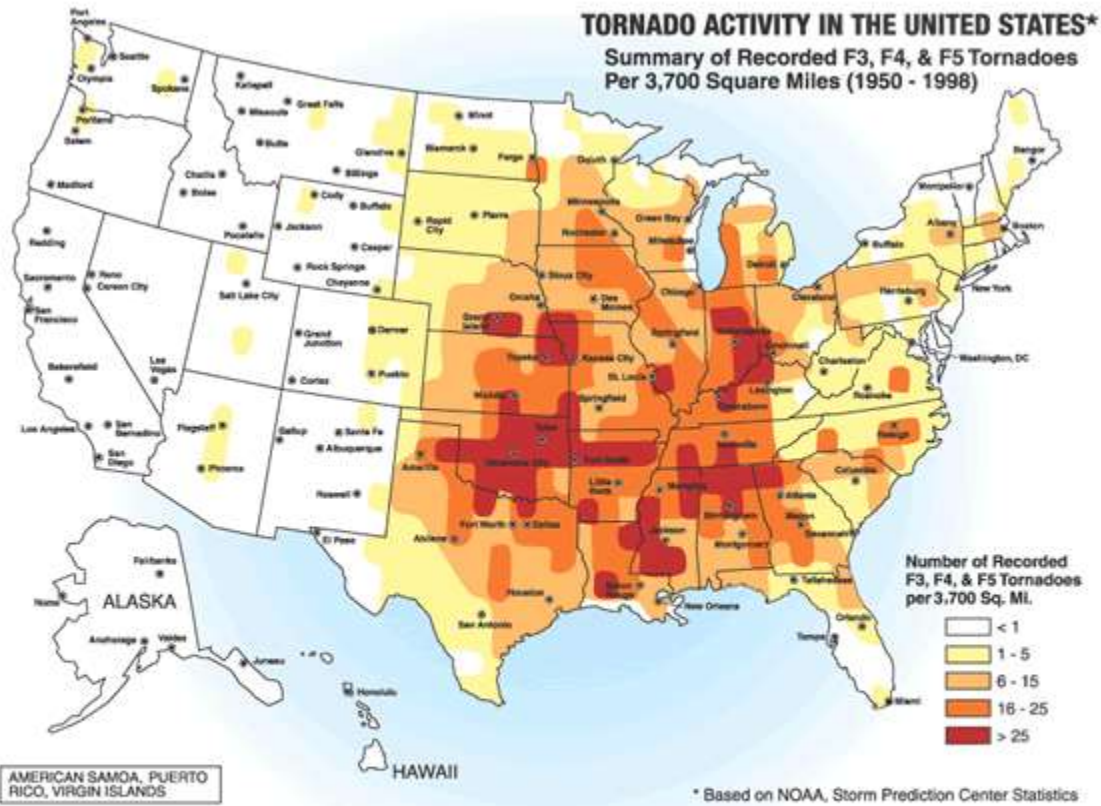 TORNADO ACTIVITY IN THE UNITED STATES*
Summary of Recorded F3, F4, & F5 Tornadoes
Per 3,700 Square Miles (1950 - 1998)
Port
Angeles
Seattle
Olympia
Spokane
Portland
Salem
Medford
Kalispell
Missoula
Great Falls
Butte
Glendive
Billings
Challis
Boise
Pocatello
Cody
Buffalo
Jackson
Casper
Rock Springs
Cheyenne
Minot
Bismarck
Fargo
Rapid
City
Pierre
Duluth
Minneapolis
Rochester
Green Bay
Milwaukee
Detroit
Chicago
Sioux City
Omaha
Des
Moines
Grand
Island
Redding
Sacramento
Reno
Carson City
San
Francisco
Bakersfield
Las
Vegas
Los Angeles
San
Bernadino
San
Diego
Salt Lake City
Grand
Junction
Cortez
Denver
Pueblo
Flagstaff
Phoenix
Gallup
Santa Fe
Albuquerque
Roswell
El Paso
Topeka
Kansas City
Wichita
Springfield
St. Louis
Springfield
Tulsa
Oklahoma City
Fort Smith
Little
Rock
Amarillo
Fort Worth
Dallas
Abilene
Houston
San Antonio
Memphis
Nashville
Jackson
Baton
Rouge
New Orleans
Birmingham
Montgomery
Atlanta
Macon
Savannah
Tallahassee
Orlando
Tampa
Miami
Columbia
Raleigh
Roanoke
Charleston
Lexington
Cincinnati
Indianapolis
Cleveland
Harrisburg
Washington, DC
New York
Buffalo
Albany
Boston
Montpelier
Bangor
ALASKA
Fairbanks
Nome
Anchorage
Valdez
Juneau
Honolulu
HAWAII
AMERICAN SAMOA, PUERTO
RICO, VIRGIN ISLANDS
Number of Recorded
F3, F4, & F5 Tornadoes
per 3,700 Sq. Mi.
< 1
1 - 5
6 - 15
16 - 25
> 25
* Based on NOAA, Storm Prediction Center Statistics